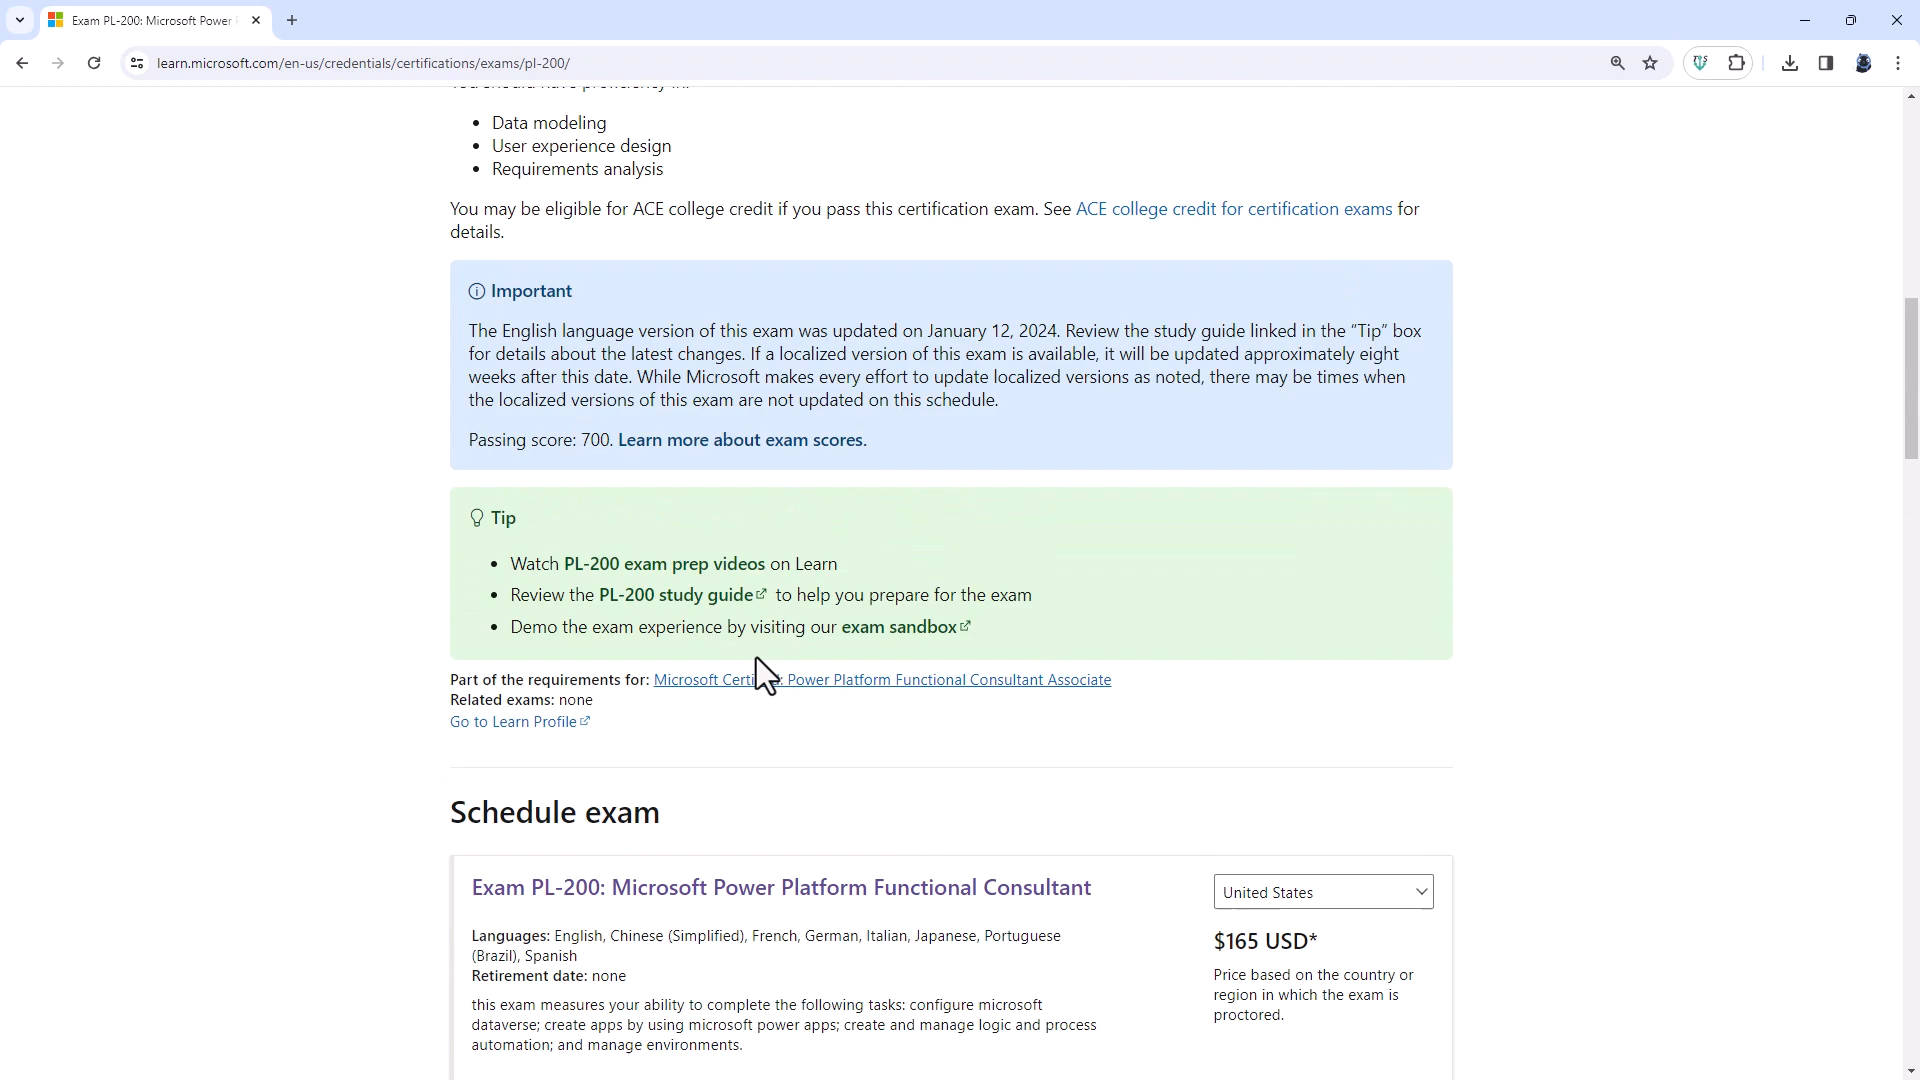 Exam PL-200: Microsoft Power
learn.microsoft.com/en-us/credentials/certifications/exams/pl-200/
Data modeling
User experience design
Requirements analysis
You may be eligible for ACE college credit if you pass this certification exam. See ACE college credit for certification exams for
details.
Important
The English language version of this exam was updated on January 12, 2024. Review the study guide linked in the “Tip” box
for details about the latest changes. If a localized version of this exam is available, it will be updated approximately eight
weeks after this date. While Microsoft makes every effort to update localized versions as noted, there may be times when
the localized versions of this exam are not updated on this schedule.
Passing score: 700. Learn more about exam scores.
Tip
Watch PL-200 exam prep videos on Learn
Review the PL-200 study guide to help you prepare for the exam
Demo the exam experience by visiting our exam sandbox
Part of the requirements for: Microsoft Certi : Power Platform Functional Consultant Associate
Related exams: none
Go to Learn Profile
Schedule exam
Exam PL-200: Microsoft Power Platform Functional Consultant
United States
Languages: English, Chinese (Simplified), French, German, Italian, Japanese, Portuguese
(Brazil), Spanish
Retirement date: none
$165 USD*
Price based on the country or
region in which the exam is
proctored.
this exam measures your ability to complete the following tasks: configure microsoft
dataverse; create apps by using microsoft power apps; create and manage logic and process
automation; and manage environments.